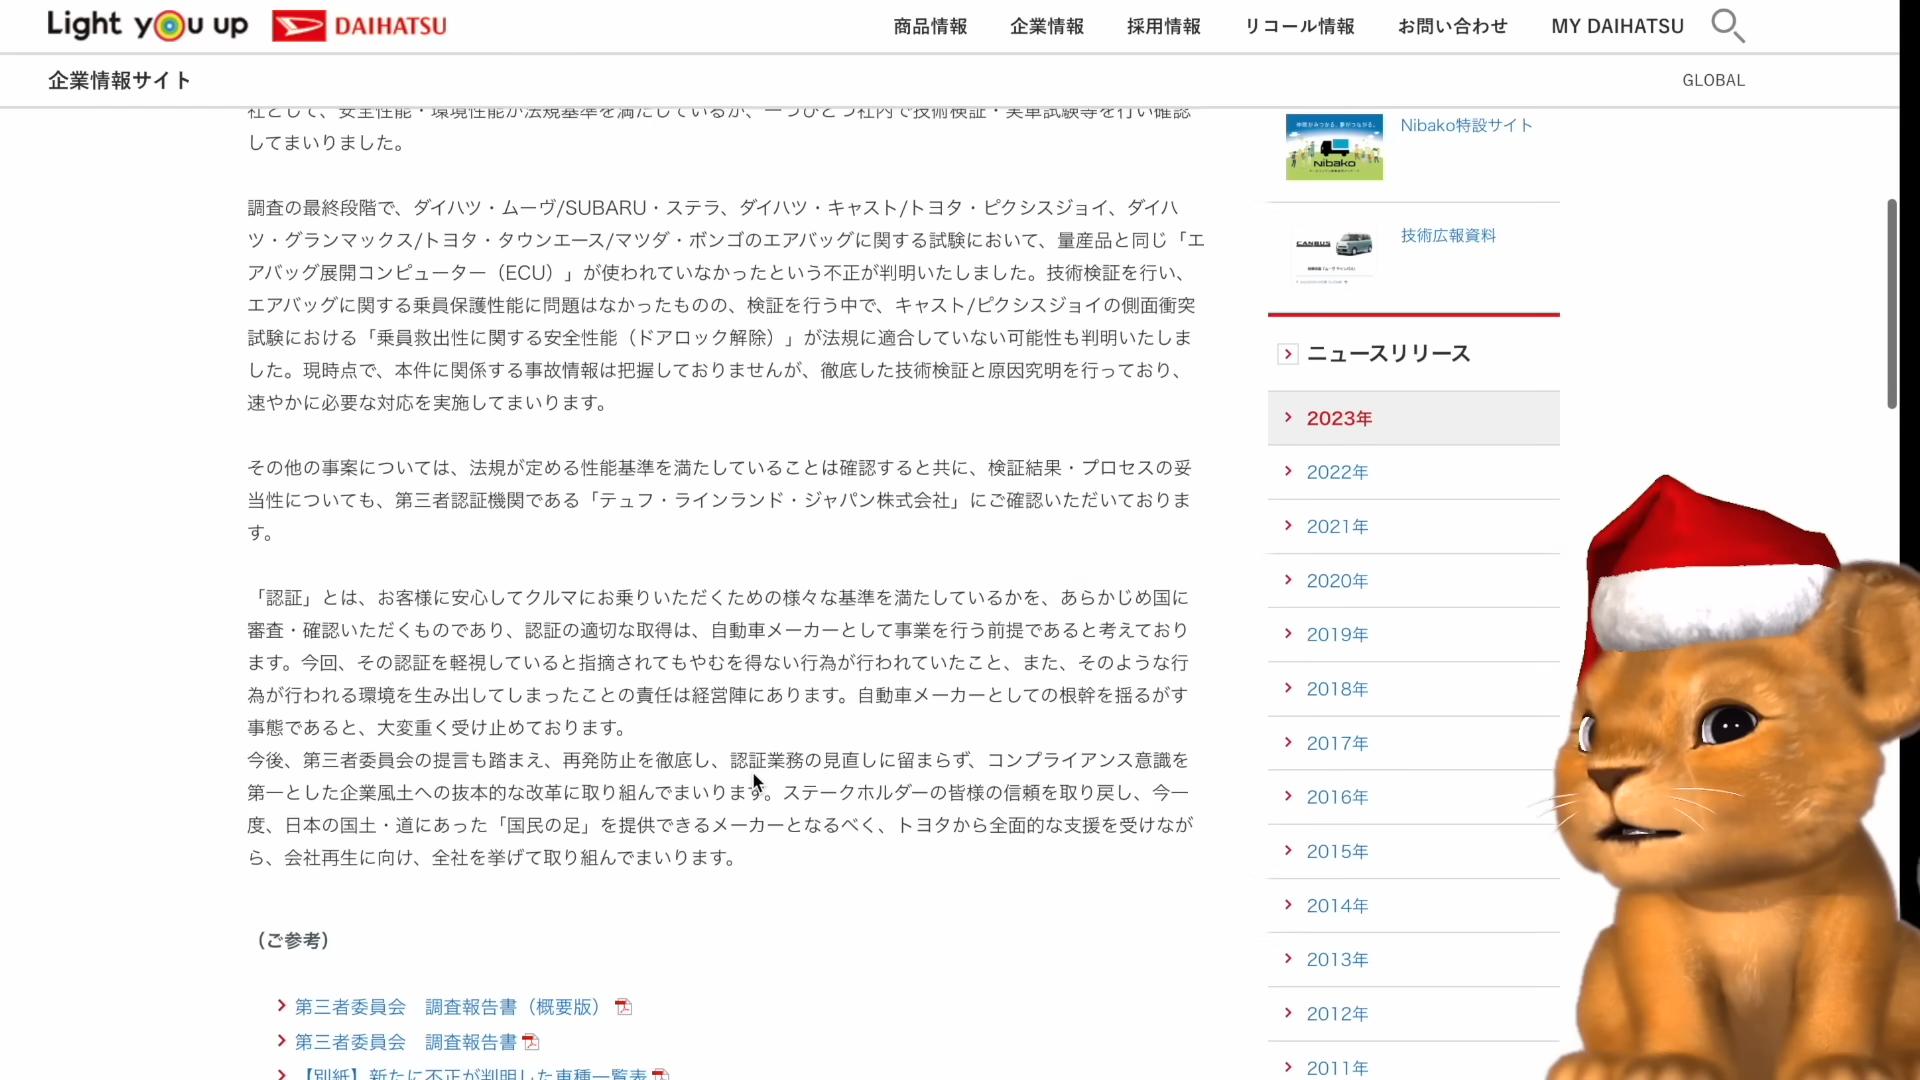 Light you up
DAIHATSU
商品情報
企業情報
採用情報
リコール情報
お問い合わせ
MY DAIHATSU
企業情報サイト
GLOBAL
社として、安全性能・環境性能が法規基準を満たしているか、一つひとつ社内で技術検証・実車試験等を行い確認
してまいりました。
調査の最終段階で、ダイハツ・ムーヴ/SUBARU・ステラ、ダイハツ・キャスト/トヨタ・ピクシスジョイ、ダイハ
ツ・グランマックス/トヨタ・タウンエース/マツダ・ボンゴのエアバッグに関する試験において、量産品と同じ「エ
アバッグ展開コンピューター（ECU）」が使われていなかったという不正が判明いたしました。技術検証を行い、
エアバッグに関する乗員保護性能に問題はなかったものの、検証を行う中で、キャスト/ピクシスジョイの側面衝突
試験における「乗員救出性に関する安全性能（ドアロック解除）」が法規に適合していない可能性も判明いたしま
した。現時点で、本件に関係する事故情報は把握しておりませんが、徹底した技術検証と原因究明を行っており、
速やかに必要な対応を実施してまいります。
その他の事案については、法規が定める性能基準を満たしていることは確認すると共に、検証結果・プロセスの妥
当性についても、第三者認証機関である「テュフ・ラインランド・ジャパン株式会社」にご確認いただいておりま
す。
「認証」とは、お客様に安心してクルマにお乗りいただくための様々な基準を満たしているかを、あらかじめ国に
審査・確認いただくものであり、認証の適切な取得は、自動車メーカーとして事業を行う前提であると考えており
ます。今回、その認証を軽視していると指摘されてもやむを得ない行為が行われていたこと、また、そのような行
為が行われる環境を生み出してしまったことの責任は経営陣にあります。自動車メーカーとしての根幹を揺るがす
事態であると、大変重く受け止めております。
今後、第三者委員会の提言も踏まえ、再発防止を徹底し、認証業務の見直しに留まらず、コンプライアンス意識を
第一とした企業風土への抜本的な改革に取り組んでまいります。ステークホルダーの皆様の信頼を取り戻し、今一
度、日本の国土・道にあった「国民の足」を提供できるメーカーとなるべく、トヨタから全面的な支援を受けなが
ら、会社再生に向け、全社を挙げて取り組んでまいります。
（ご参考）
第三者委員会 調査報告書（概要版）
第三者委員会 調査報告書
【別紙】新たに不正が判明した車種一覧表
Nibako
Nibako特設サイト
CANBUS
技術広報資料
ニュースリリース
2023年
2022年
2021年
2020年
2019年
2018年
2017年
2016年
2015年
2014年
2013年
2012年
2011年